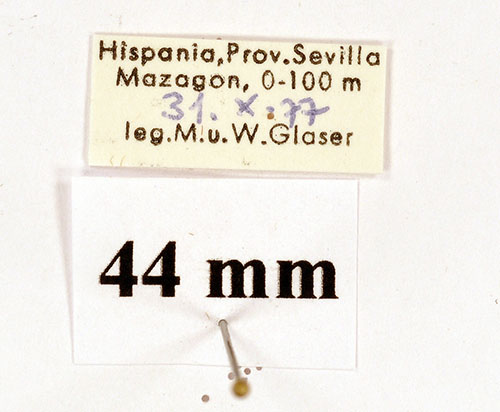 Hispania,Prov.Sevilla
Mazagon, 0-100 m
31. X. 77
leg.M.u.W.Glaser
44 mm